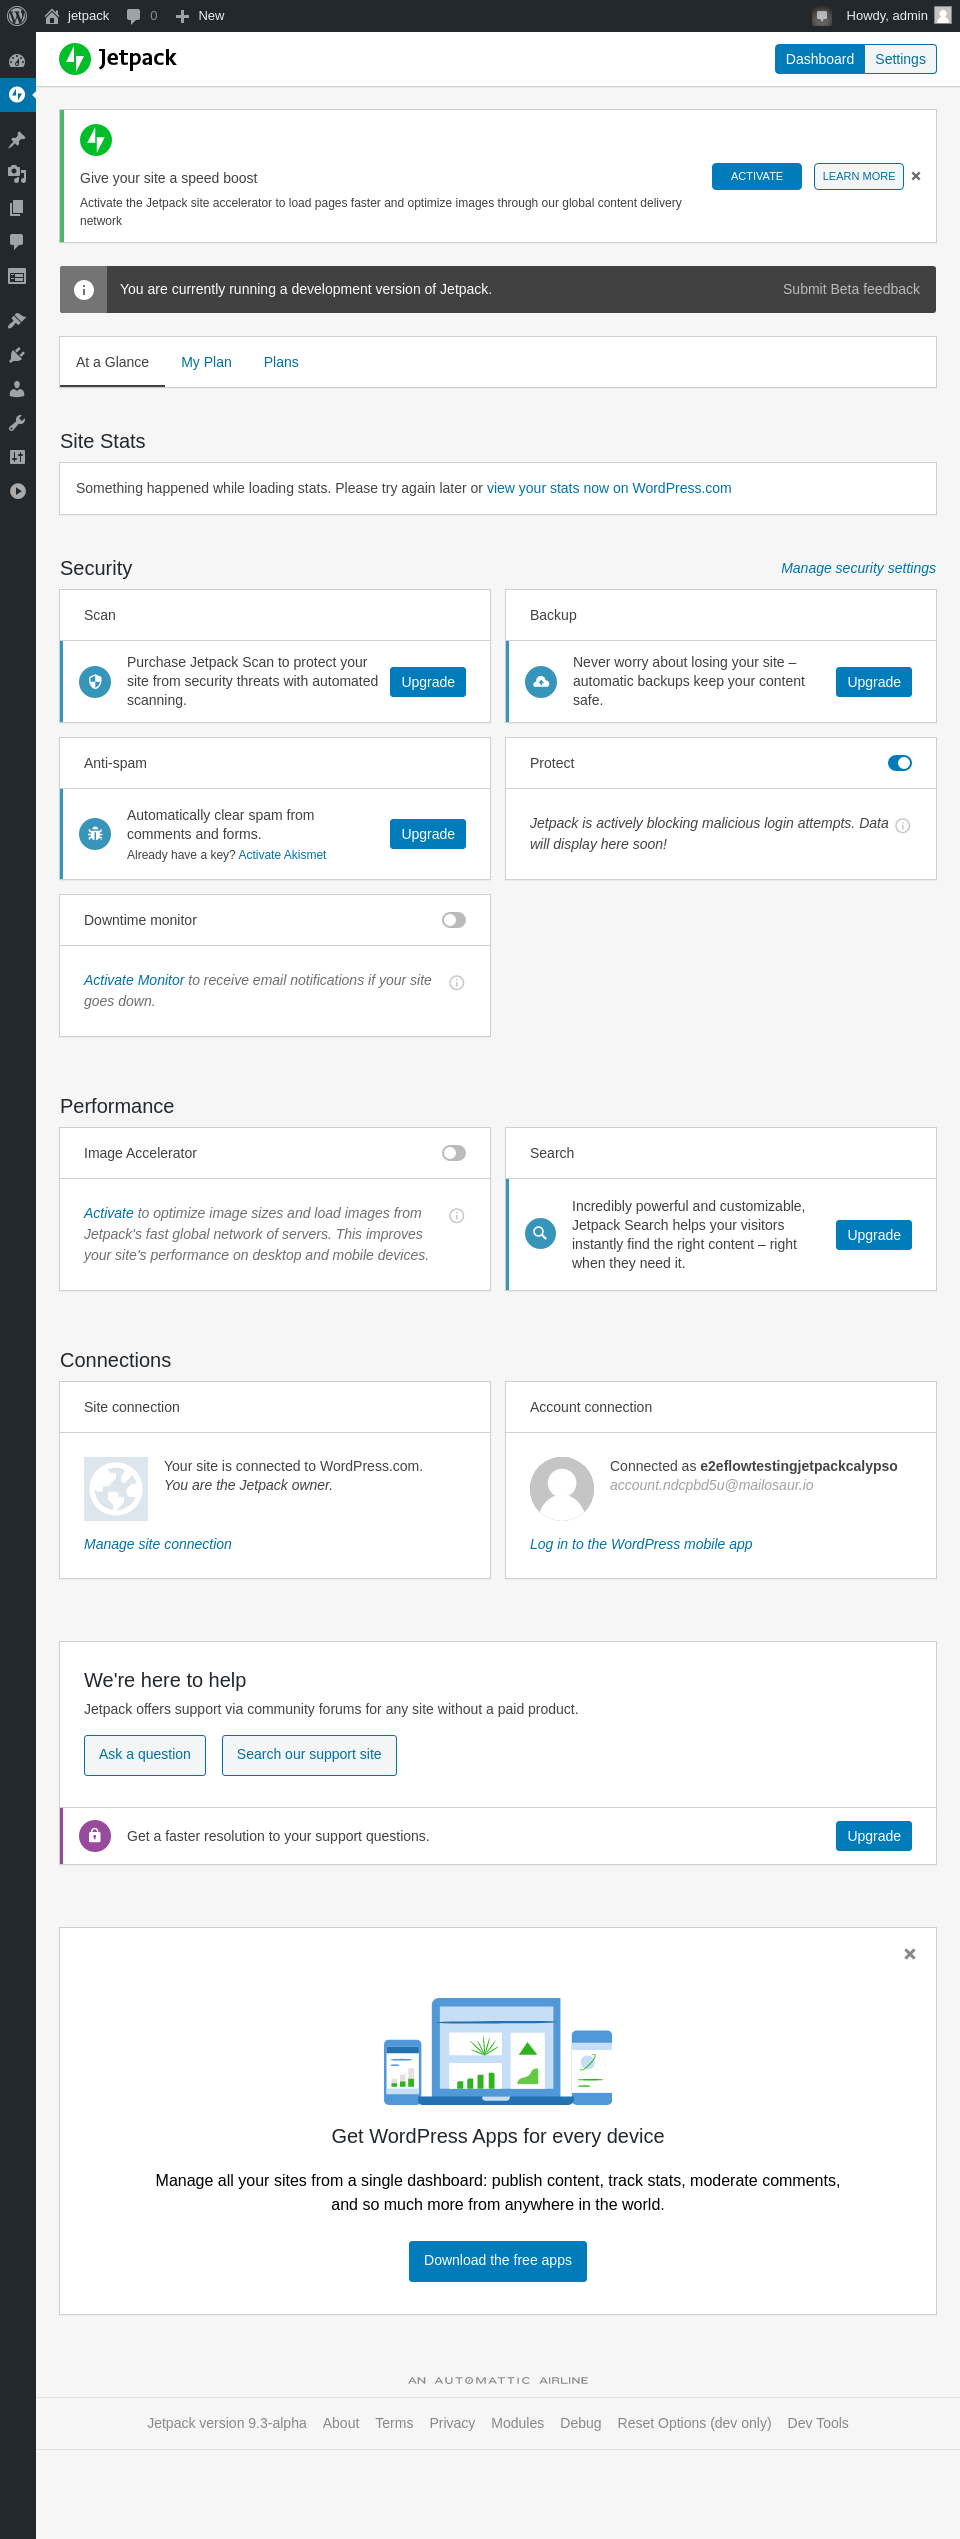 jetpack
0
New
Howdy, admin
Jetpack
Dashboard
Settings
Give your site a speed boost
Activate the Jetpack site accelerator to load pages faster and optimize images through our global content delivery
network
ACTIVATE
LEARN MORE
You are currently running a development version of Jetpack.
Submit Beta feedback
At a Glance
My Plan
Plans
Site Stats
Something happened while loading stats. Please try again later or view your stats now on WordPress.com
Security
Manage security settings
Scan
Purchase Jetpack Scan to protect your
site from security threats with automated
scanning.
Upgrade
Backup
Never worry about losing your site –
automatic backups keep your content
safe.
Upgrade
Anti-spam
Automatically clear spam from
comments and forms.
Already have a key? Activate Akismet
Upgrade
Protect
Jetpack is actively blocking malicious login attempts. Data
will display here soon!
Downtime monitor
Activate Monitor to receive email notifications if your site
goes down.
Performance
Image Accelerator
Activate to optimize image sizes and load images from
Jetpack's fast global network of servers. This improves
your site's performance on desktop and mobile devices.
Search
Incredibly powerful and customizable,
Jetpack Search helps your visitors
instantly find the right content – right
when they need it.
Upgrade
Connections
Site connection
Your site is connected to WordPress.com.
You are the Jetpack owner.
Manage site connection
Account connection
Connected as e2eflowtestingjetpackcalypso
account.ndcpbd5u@mailosaur.io
Log in to the WordPress mobile app
We're here to help
Jetpack offers support via community forums for any site without a paid product.
Ask a question
Search our support site
Get a faster resolution to your support questions.
Upgrade
Get WordPress Apps for every device
Manage all your sites from a single dashboard: publish content, track stats, moderate comments,
and so much more from anywhere in the world.
Download the free apps
AN AUTOMATTIC AIRLINE
Jetpack version 9.3-alpha
About
Terms
Privacy
Modules
Debug
Reset Options (dev only)
Dev Tools